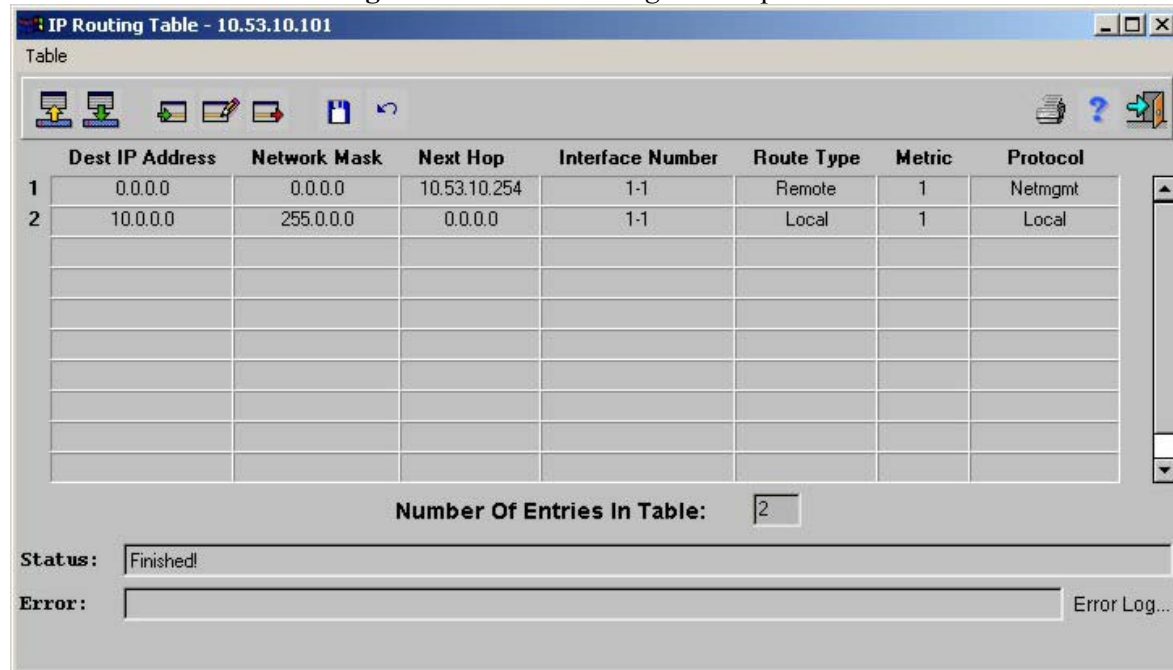 IP Routing Table - 10.53.10.101
Table
Dest IP Address Network Mask Next Hop Interface Number Route Type Metric Protocol
1 0.0.0.0 0.0.0.0 10.53.10.254 1-1 Remote 1 Netmgmt
2 10.0.0.0 255.0.0.0 0.0.0.0 1-1 Local 1 Local
Number Of Entries In Table: 2
Status: Finished!
Error: Error Log...